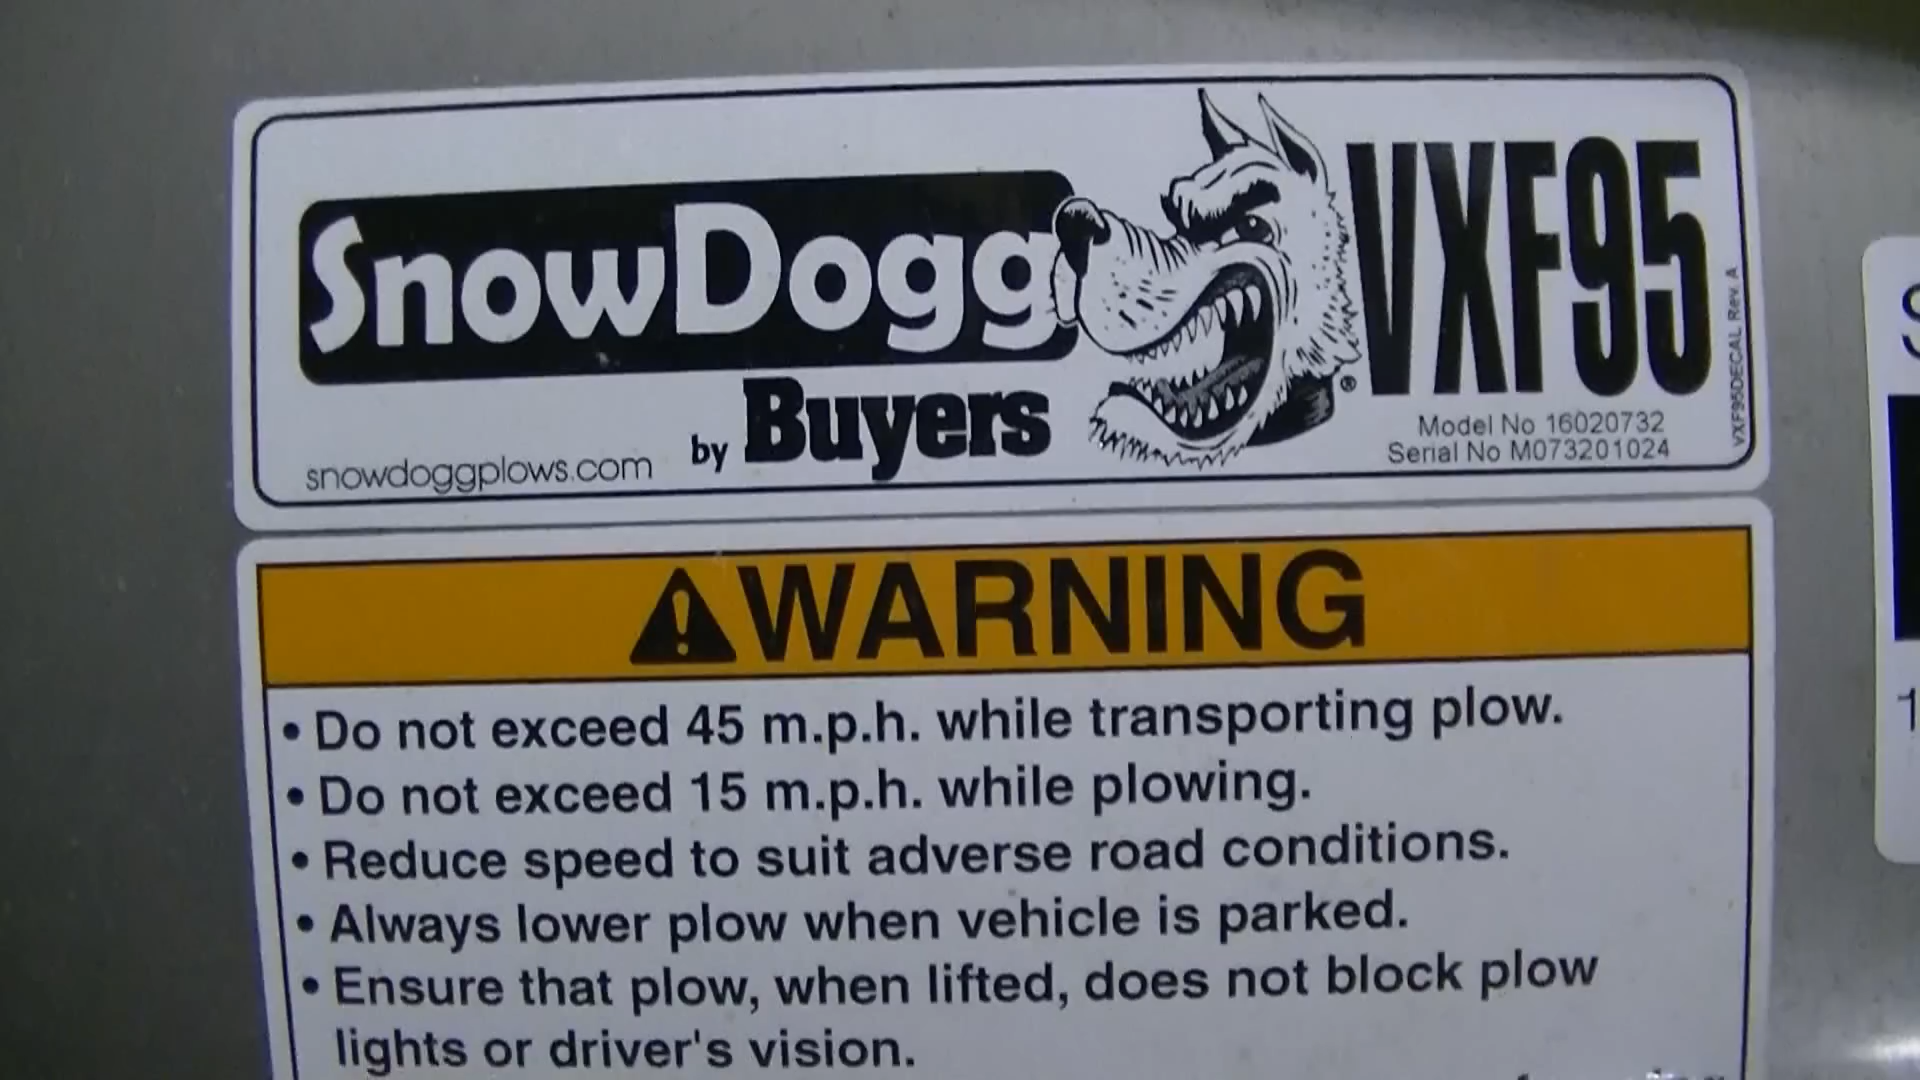 SnowDogg
by Buyers
snowdoggplows.com
VXF95
Model No 16020732
Serial No M073201024
VXF95DECAL Rev. A
WARNING
• Do not exceed 45 m.p.h. while transporting plow.
• Do not exceed 15 m.p.h. while plowing.
• Reduce speed to suit adverse road conditions.
• Always lower plow when vehicle is parked.
• Ensure that plow, when lifted, does not block plow
lights or driver's vision.